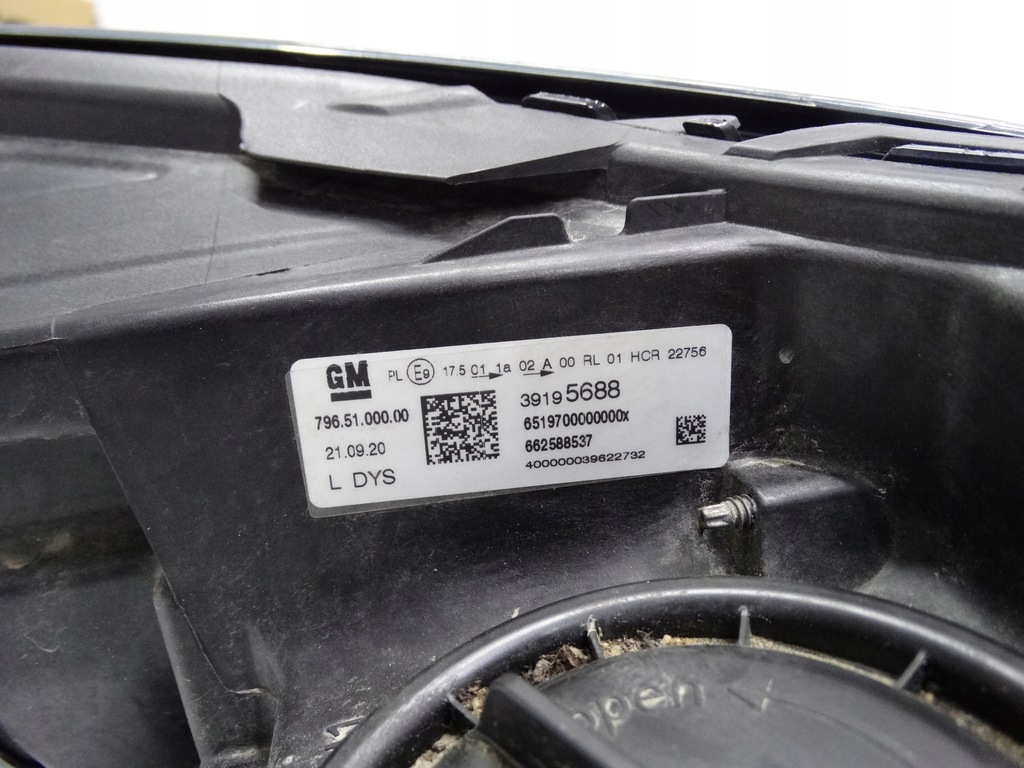 GM PL E9 17.5 01 1a 02 A 00 RL 01 HCR 22756
796.51.000.00
21.09.20
L DYS
39195688
6519700000000x
662588537
400000039622732
open